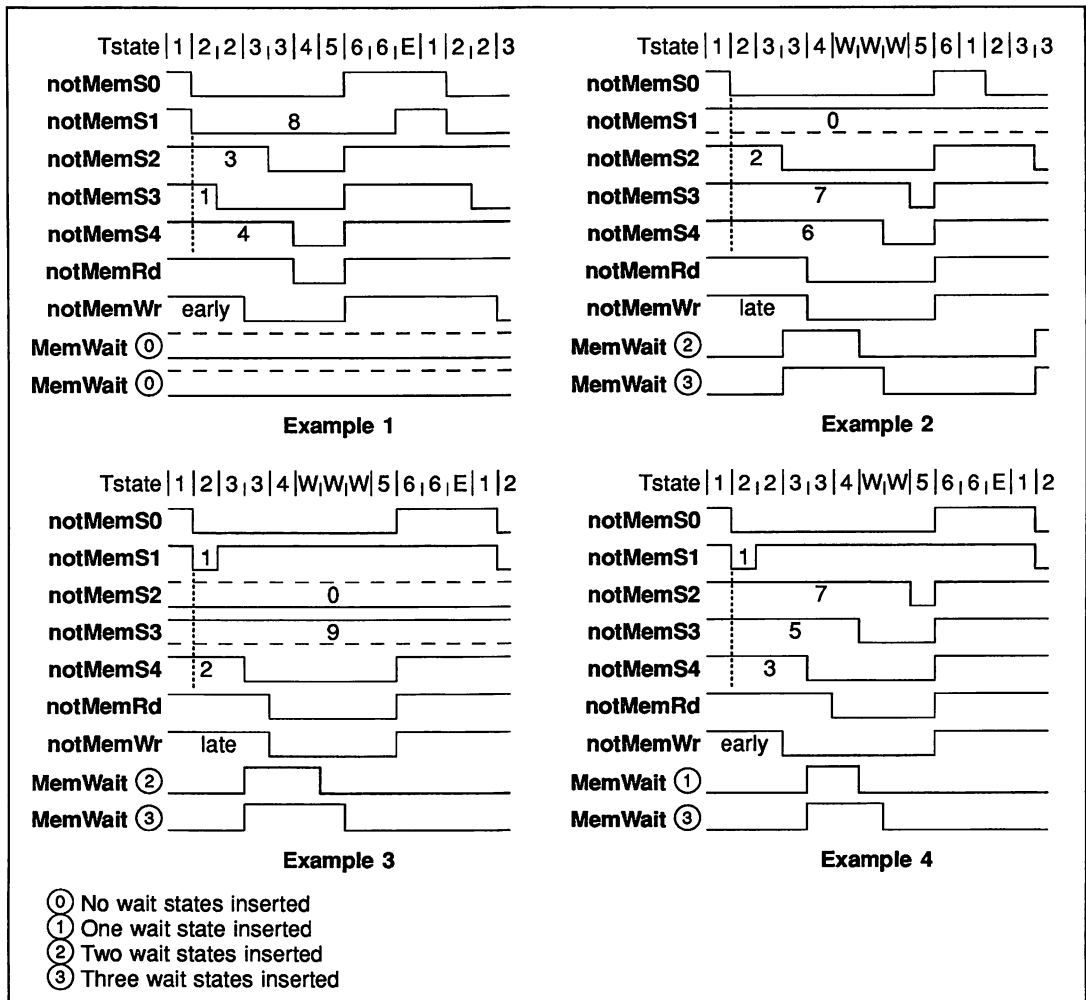 Tstate |1|2|2|3|3|4|5|6|6|E|1|2|2|3
notMemS0
notMemS1 8
notMemS2 3
notMemS3 1
notMemS4 4
notMemRd
notMemWr early
MemWait 0
MemWait 0
Example 1
Tstate |1|2|3|3|4|W|W|W|5|6|1|2|3|3
notMemS0
notMemS1 0
notMemS2 2
notMemS3 7
notMemS4 6
notMemRd
notMemWr late
MemWait 2
MemWait 3
Example 2
Tstate |1|2|3|3|4|W|W|W|5|6|6|E|1|2
notMemS0
notMemS1 1
notMemS2 0
notMemS3 9
notMemS4 2
notMemRd
notMemWr late
MemWait 2
MemWait 3
Example 3
Tstate |1|2|2|3|3|4|W|W|5|6|6|E|1|2
notMemS0
notMemS1 1
notMemS2 7
notMemS3 5
notMemS4 3
notMemRd
notMemWr early
MemWait 1
MemWait 3
Example 4
0 No wait states inserted
1 One wait state inserted
2 Two wait states inserted
3 Three wait states inserted